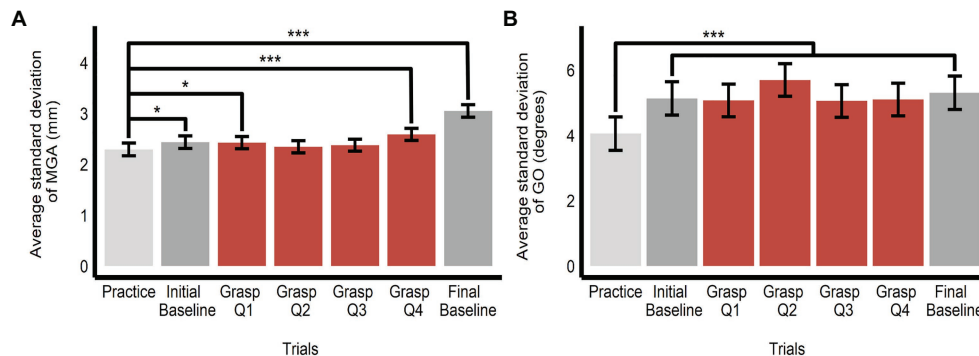 A
Average standard deviation
of MGA (mm)
4
3
2
1
0
***
***
*
*
Practice
Initial
Baseline
Grasp
Q1
Grasp
Q2
Grasp
Q3
Grasp
Q4
Final
Baseline
Trials
B
Average standard deviation
of GO (degrees)
6
4
2
0
***
Practice
Initial
Baseline
Grasp
Q1
Grasp
Q2
Grasp
Q3
Grasp
Q4
Final
Baseline
Trials